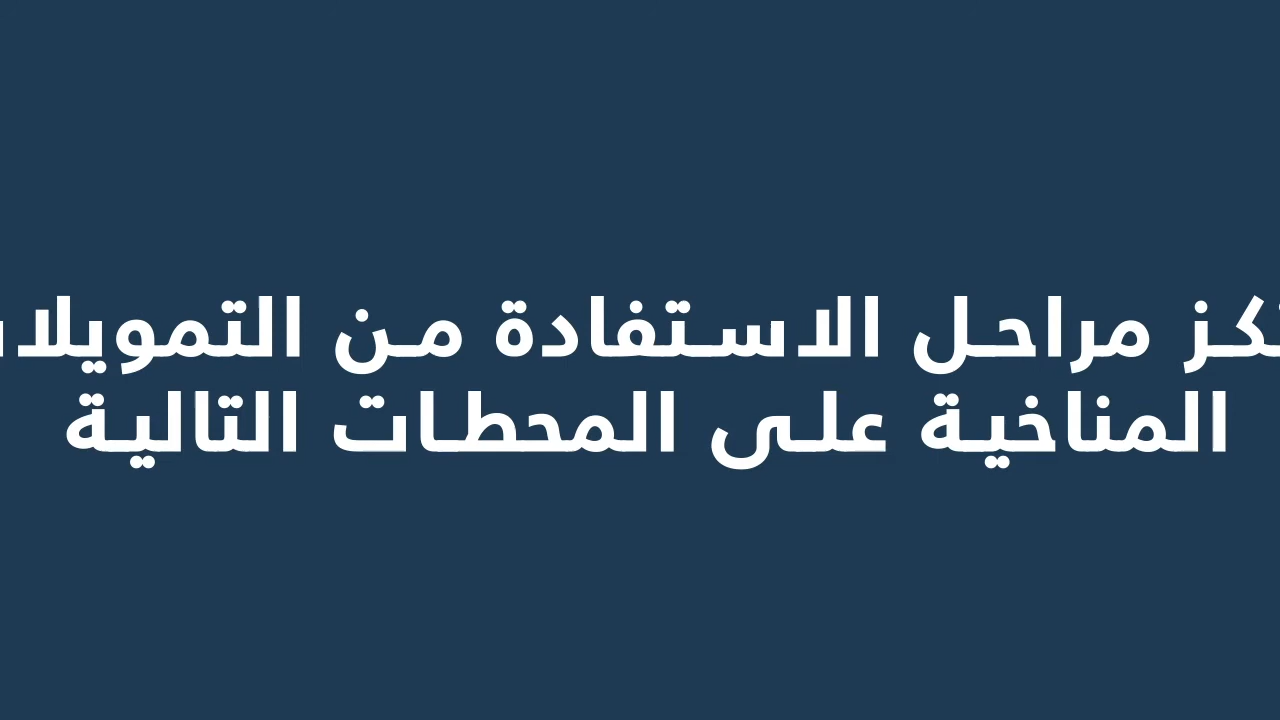 مراحل الاستفادة من
المناخية على المحطات التالية